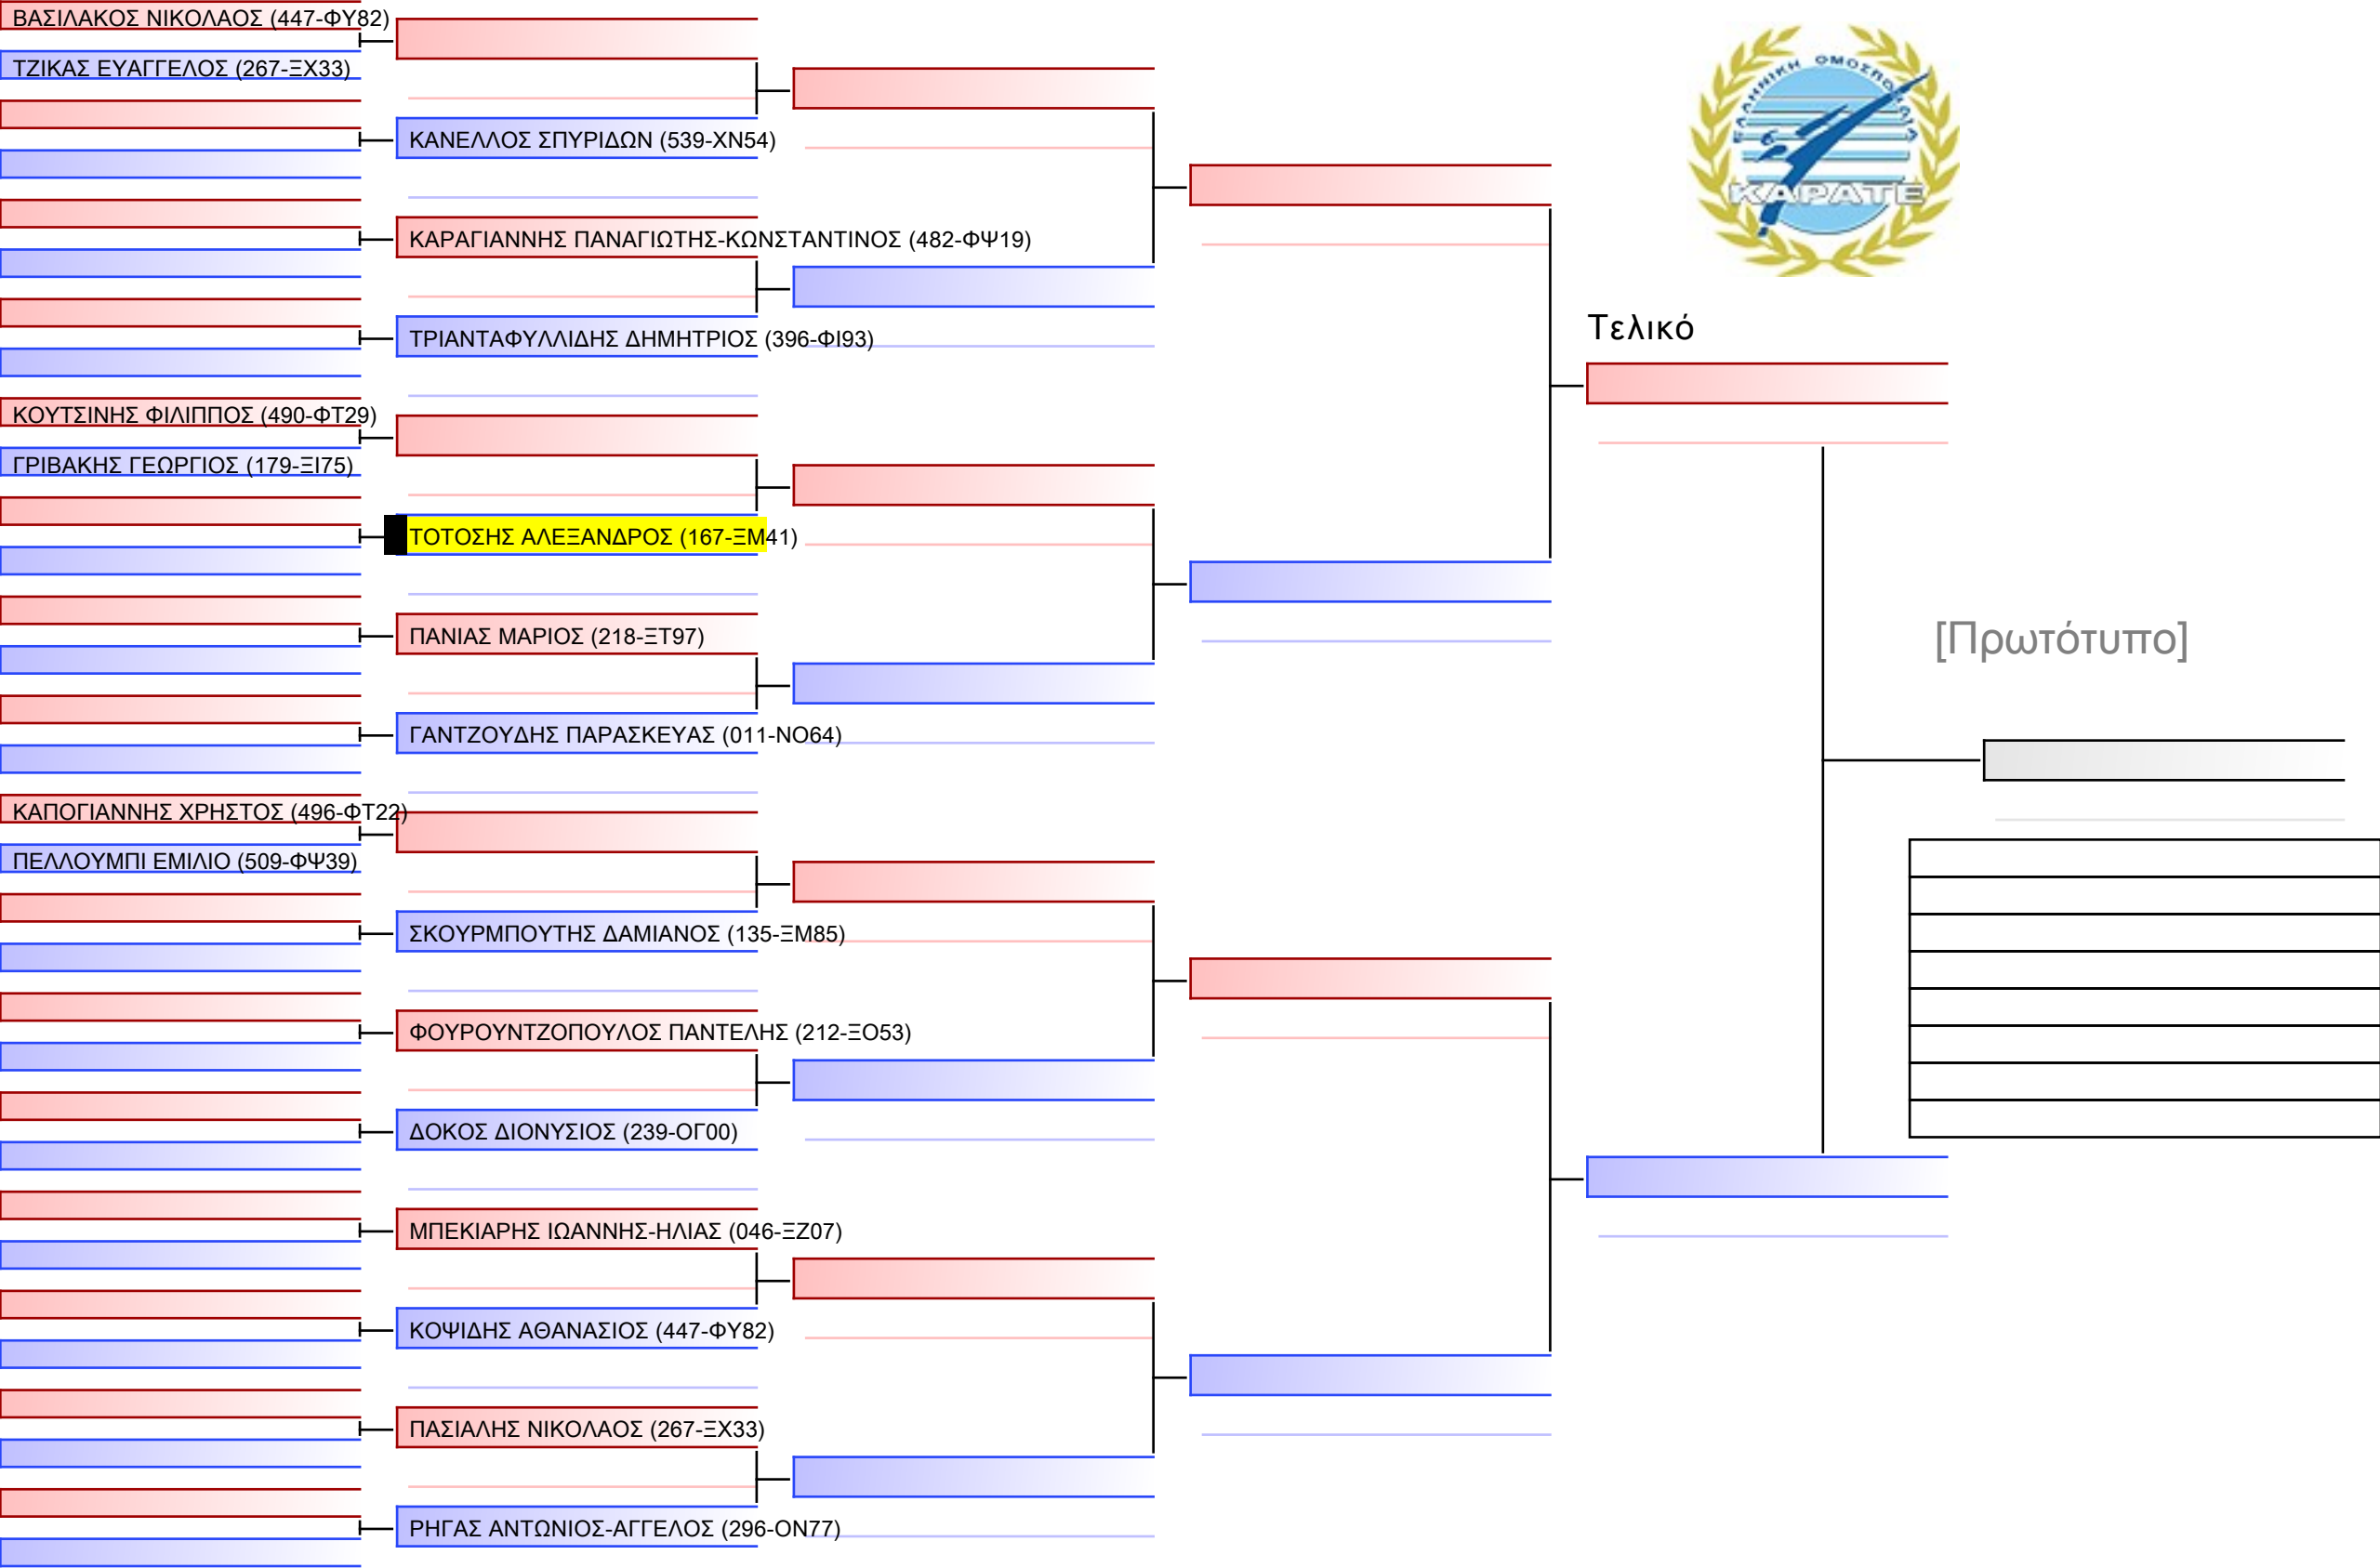 ΒΑΣΙΛΑΚΟΣ ΝΙΚΟΛΑΟΣ (447-ΦΥ82)
ΤΖΙΚΑΣ ΕΥΑΓΓΕΛΟΣ (267-ΞΧ33)
ΚΑΝΕΛΛΟΣ ΣΠΥΡΙΔΩΝ (539-ΧΝ54)
ΚΑΡΑΓΙΑΝΝΗΣ ΠΑΝΑΓΙΩΤΗΣ-ΚΩΝΣΤΑΝΤΙΝΟΣ (482-ΦΨ19)
ΤΡΙΑΝΤΑΦΥΛΛΙΔΗΣ ΔΗΜΗΤΡΙΟΣ (396-ΦΙ93)
ΚΟΥΤΣΙΝΗΣ ΦΙΛΙΠΠΟΣ (490-ΦΤ29)
ΓΡΙΒΑΚΗΣ ΓΕΩΡΓΙΟΣ (179-ΞΙ75)
ΤΟΤΟΣΗΣ ΑΛΕΞΑΝΔΡΟΣ (167-ΞΜ41)
ΠΑΝΙΑΣ ΜΑΡΙΟΣ (218-ΞΤ97)
ΓΑΝΤΖΟΥΔΗΣ ΠΑΡΑΣΚΕΥΑΣ (011-ΝΟ64)
ΚΑΠΟΓΙΑΝΝΗΣ ΧΡΗΣΤΟΣ (496-ΦΤ22)
ΠΕΛΛΟΥΜΠΙ ΕΜΙΛΙΟ (509-ΦΨ39)
ΣΚΟΥΡΜΠΟΥΤΗΣ ΔΑΜΙΑΝΟΣ (135-ΞΜ85)
ΦΟΥΡΟΥΝΤΖΟΠΟΥΛΟΣ ΠΑΝΤΕΛΗΣ (212-ΞΟ53)
ΔΟΚΟΣ ΔΙΟΝΥΣΙΟΣ (239-ΟΓ00)
ΜΠΕΚΙΑΡΗΣ ΙΩΑΝΝΗΣ-ΗΛΙΑΣ (046-ΞΖ07)
ΚΟΨΙΔΗΣ ΑΘΑΝΑΣΙΟΣ (447-ΦΥ82)
ΠΑΣΙΑΛΗΣ ΝΙΚΟΛΑΟΣ (267-ΞΧ33)
ΡΗΓΑΣ ΑΝΤΩΝΙΟΣ-ΑΓΓΕΛΟΣ (296-ΟΝ77)
ΕΛΛΗΝΙΚΗ ΟΜΟΣΠΟΝΔΙΑ
ΚΑΡΑΤΕ
Τελικό
[Πρωτότυπο]